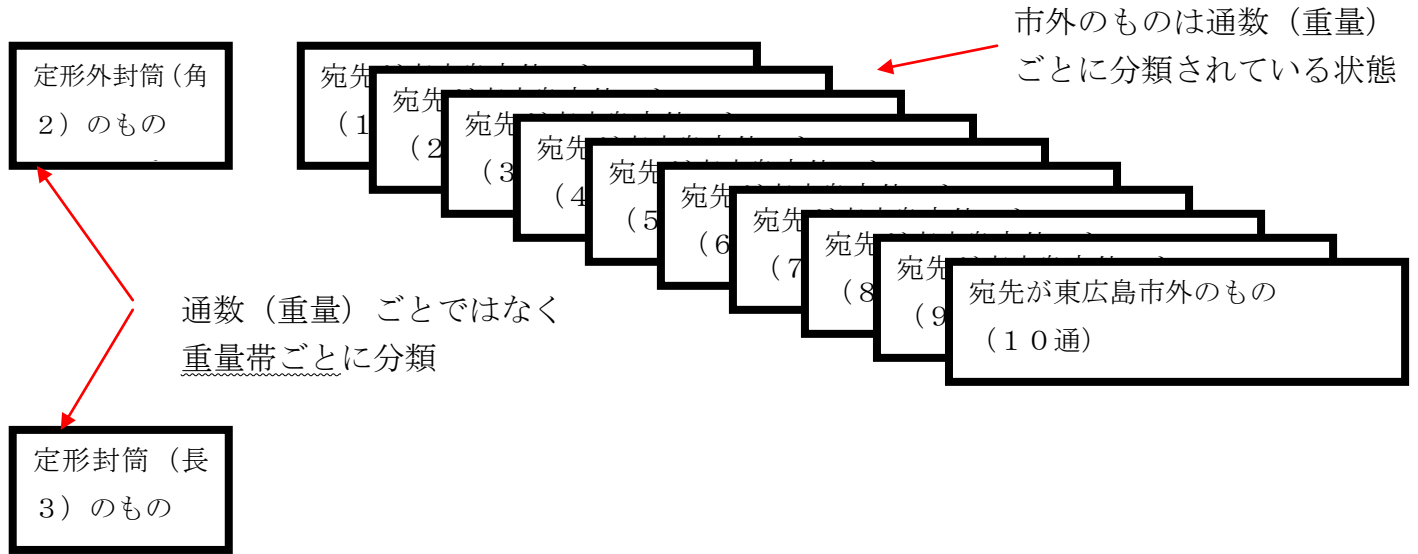 市外のものは通数（重量）
ごとに分類されている状態
定形外封筒（角
２）のもの
宛先
（１
宛先
（２
宛先
（３
宛先
（４
宛先
（５
宛先
（６
宛先
（７
宛先
（８
宛先
（９
宛先が東広島市外のもの
（１０通）
通数（重量）ごとではなく
重量帯ごとに分類
定形封筒（長
３）のもの